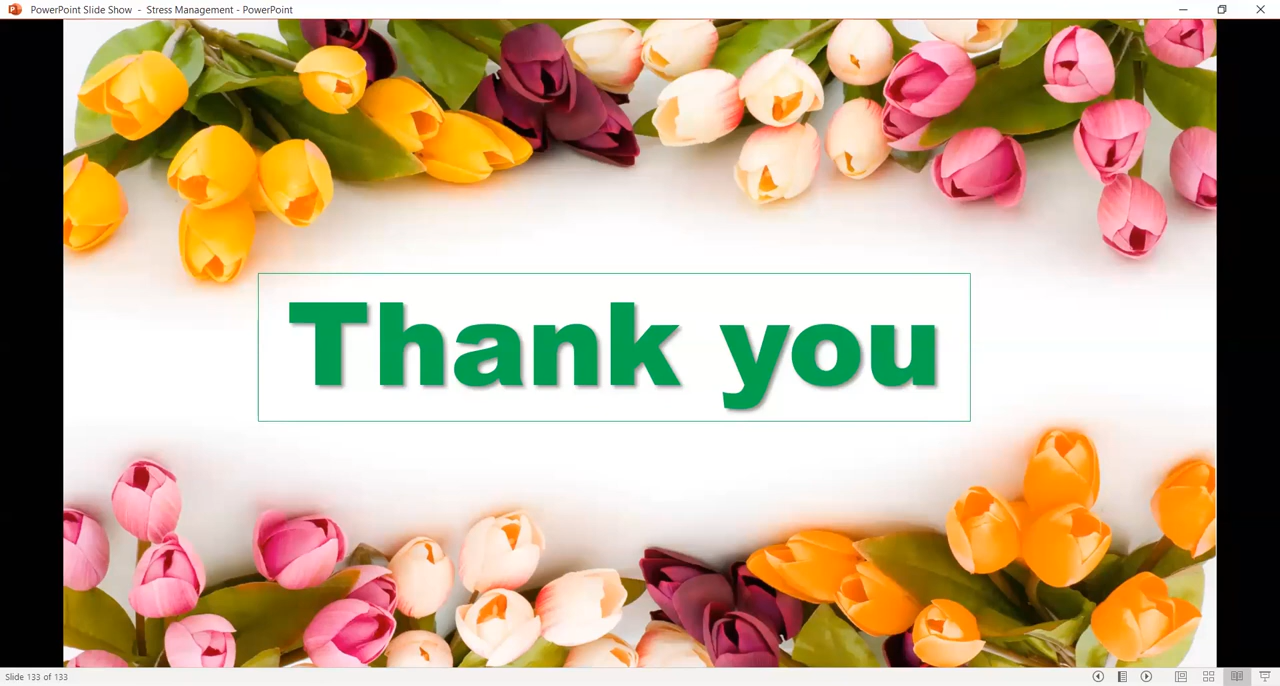 PowerPoint Slide Show - Stress Management - PowerPoint
Thank you
Slide 133 of 133